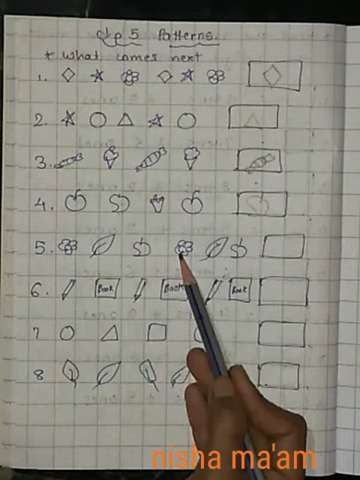 chp 5 Patterns.
* What comes next
1.
2.
3.
4.
5.
6. Book Book Book
7
8
nisha ma'am